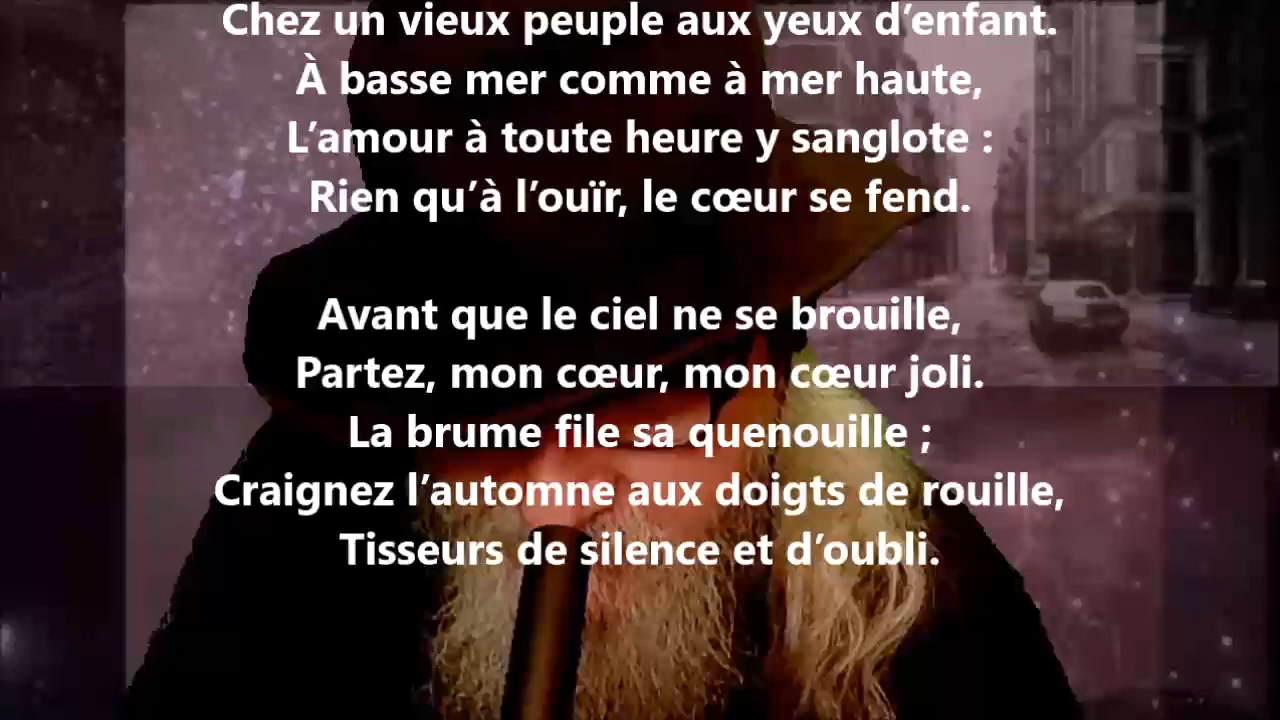 Chez un vieux peuple aux yeux d’enfant.
À basse mer comme à mer haute,
L’amour à toute heure y sanglote :
Rien qu’à l’ouïr, le cœur se fend.
Avant que le ciel ne se brouille,
Partez, mon cœur, mon cœur joli.
La brume file sa quenouille ;
Craignez l’automne aux doigts de rouille,
Tisseurs de silence et d’oubli.